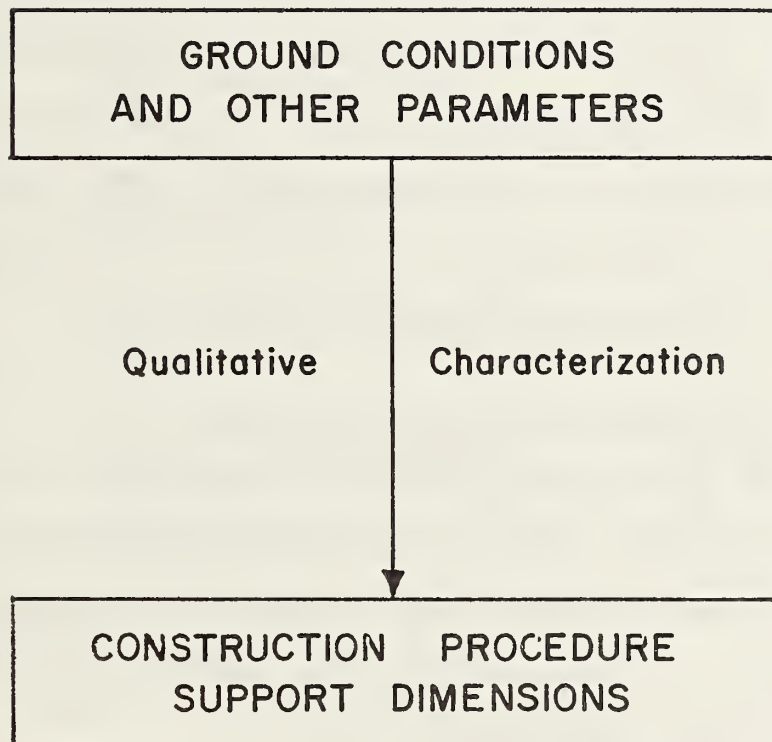 GROUND CONDITIONS
AND OTHER PARAMETERS
Qualitative Characterization
CONSTRUCTION PROCEDURE
SUPPORT DIMENSIONS